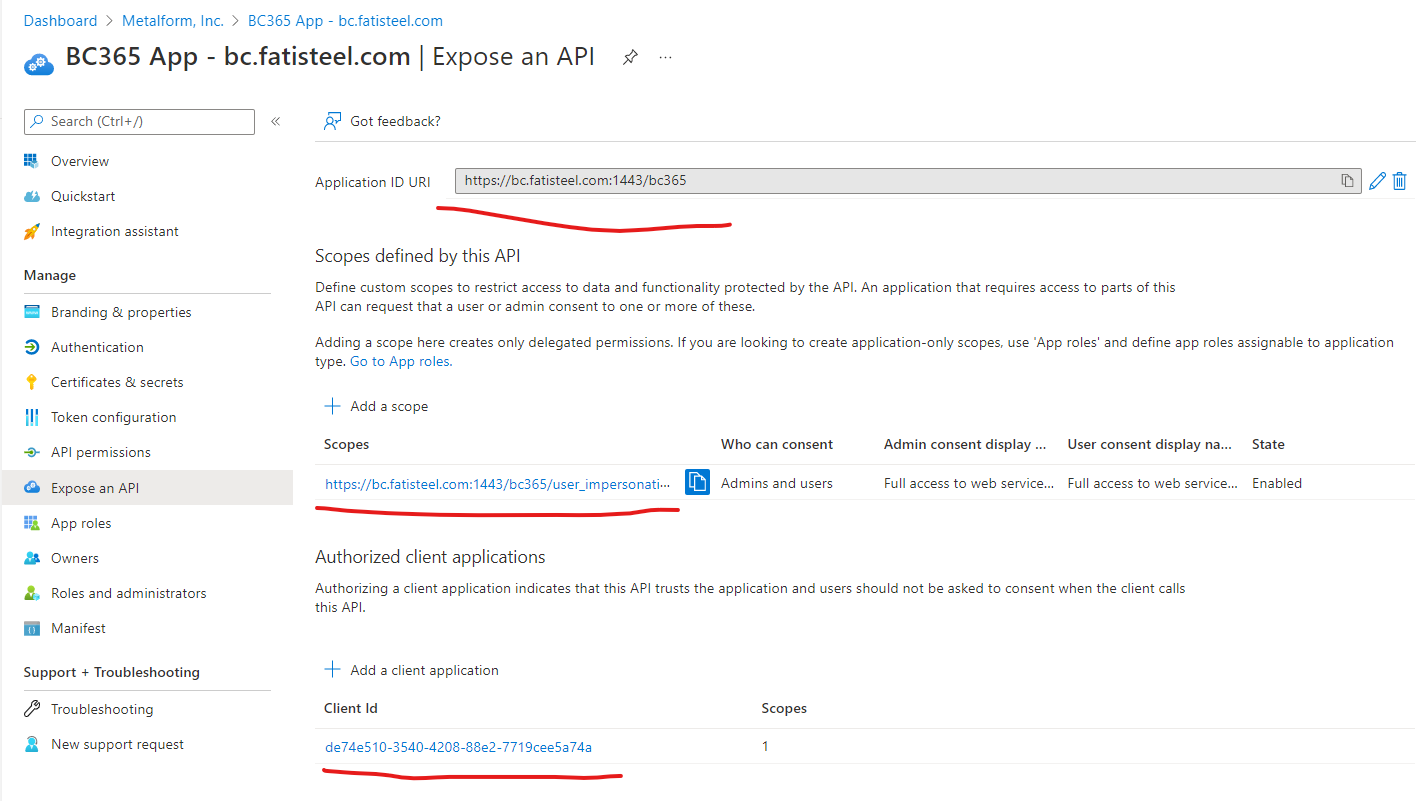 Dashboard > Metalform, Inc. > BC365 App - bc.fatisteel.com
BC365 App - bc.fatisteel.com | Expose an API ...
Search (Ctrl+/) «
Overview
Quickstart
Integration assistant
Manage
Branding & properties
Authentication
Certificates & secrets
Token configuration
API permissions
Expose an API
App roles
Owners
Roles and administrators
Manifest
Support + Troubleshooting
Troubleshooting
New support request
Got feedback?
Application ID URI https://bc.fatisteel.com:1443/bc365
Scopes defined by this API
Define custom scopes to restrict access to data and functionality protected by the API. An application that requires access to parts of this
API can request that a user or admin consent to one or more of these.
Adding a scope here creates only delegated permissions. If you are looking to create application-only scopes, use 'App roles' and define app roles assignable to application
type. Go to App roles.
+ Add a scope
Scopes Who can consent Admin consent display ... User consent display na... State
https://bc.fatisteel.com:1443/bc365/user_impersonati... Admins and users Full access to web service... Full access to web service... Enabled
Authorized client applications
Authorizing a client application indicates that this API trusts the application and users should not be asked to consent when the client calls
this API.
+ Add a client application
Client Id Scopes
de74e510-3540-4208-88e2-7719cee5a74a 1